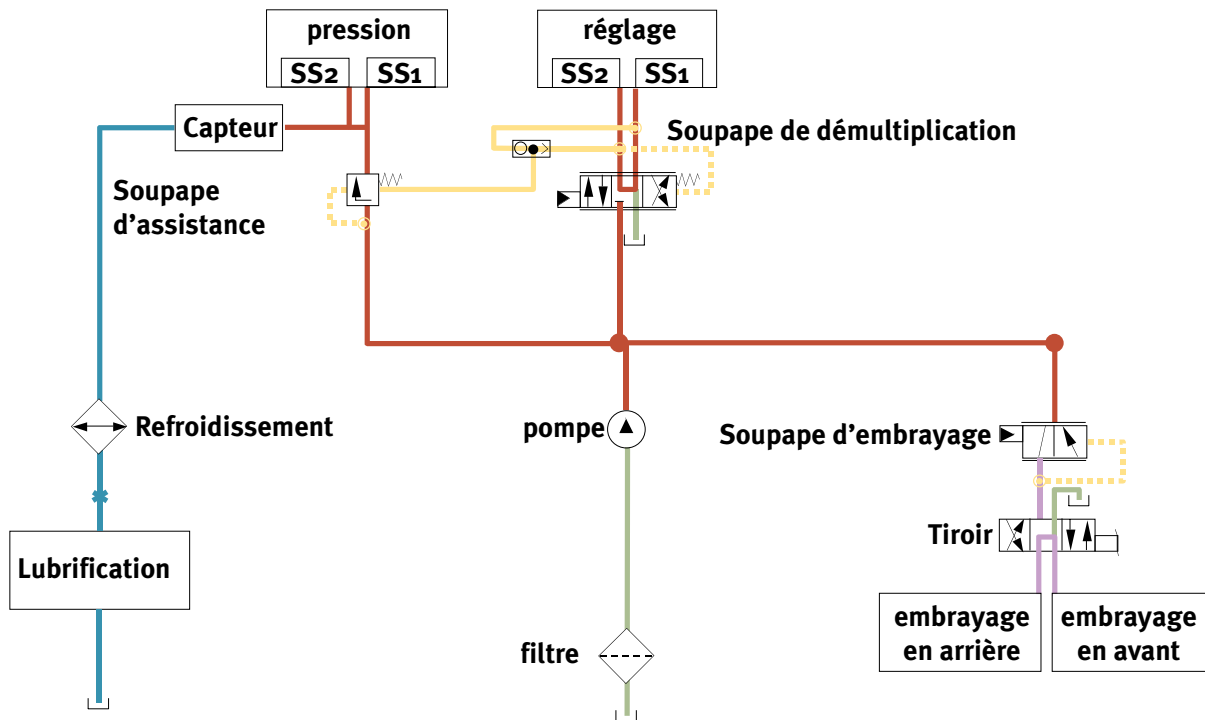 pression
SS2
SS1
réglage
SS2
SS1
Capteur
Soupape de démultiplication
Soupape
d’assistance
Refroidissement
pompe
Soupape d’embrayage
Tiroir
Lubrification
filtre
embrayage
en arrière
embrayage
en avant